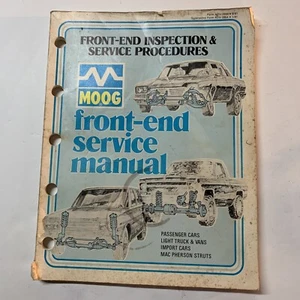 FRONT-END INSPECTION &
SERVICE PROCEDURES
MOOG
front-end
service
manual
PASSENGER CARS
LIGHT TRUCK & VANS
IMPORT CARS
MAC PHERSON STRUTS